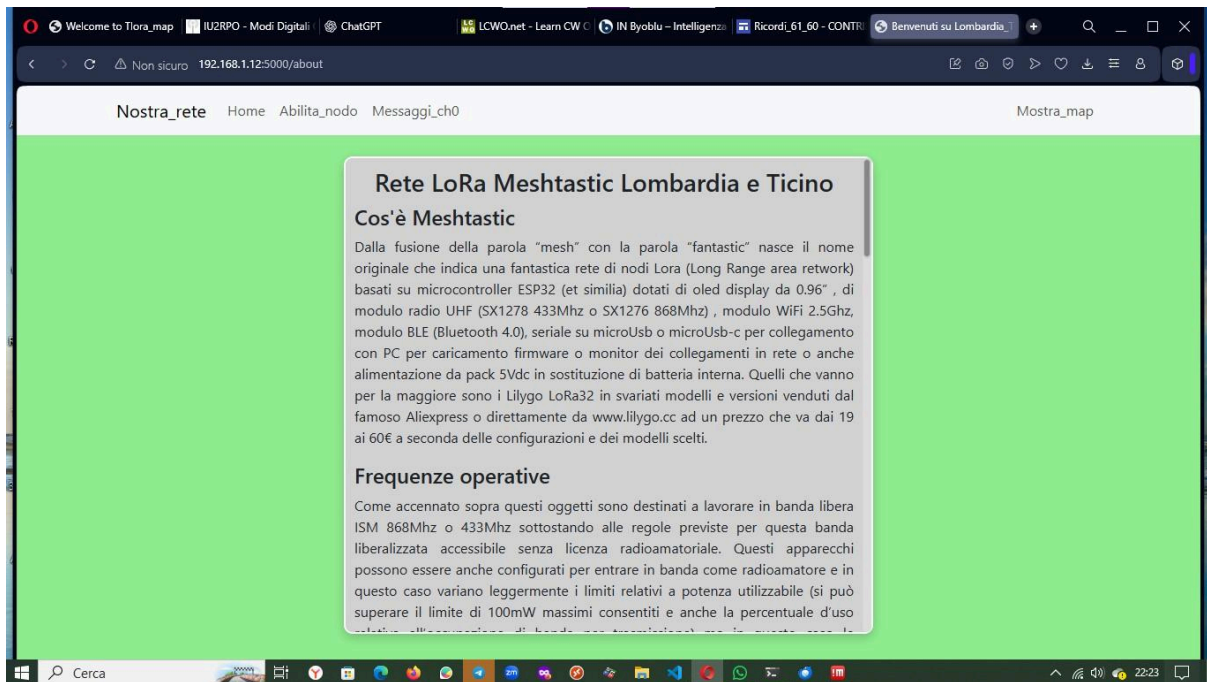 Welcome to Tlora_map IU2RPO - Modi Digitali ChatGPT LCWO.net - Learn CW IN Byoblu – Intelligenza Ricordi_61_60 - CONTR Benvenuti su Lombardia_
Non sicuro 192.168.1.12:5000/about
Nostra_rete Home Abilita_nodo Messaggi_ch0 Mostra_map
Rete LoRa Meshtastic Lombardia e Ticino
Cos'è Meshtastic
Dalla fusione della parola “mesh” con la parola “fantastic” nasce il nome
originale che indica una fantastica rete di nodi Lora (Long Range area retwork)
basati su microcontroller ESP32 (et similia) dotati di oled display da 0.96” , di
modulo radio UHF (SX1278 433Mhz o SX1276 868Mhz) , modulo WiFi 2.5Ghz,
modulo BLE (Bluetooth 4.0), seriale su microUsb o microUsb-c per collegamento
con PC per caricamento firmware o monitor dei collegamenti in rete o anche
alimentazione da pack 5Vdc in sostituzione di batteria interna. Quelli che vanno
per la maggiore sono i Lilygo LoRa32 in svariati modelli e versioni venduti dal
famoso Aliexpress o direttamente da www.lilygo.cc ad un prezzo che va dai 19
ai 60€ a seconda delle configurazioni e dei modelli scelti.
Frequenze operative
Come accennato sopra questi oggetti sono destinati a lavorare in banda libera
ISM 868Mhz o 433Mhz sottostando alle regole previste per questa banda
liberalizzata accessibile senza licenza radioamatoriale. Questi apparecchi
possono essere anche configurati per entrare in banda come radioamatore e in
questo caso variano leggermente i limiti relativi a potenza utilizzabile (si può
superare il limite di 100mW massimi consentiti e anche la percentuale d’uso
Cerca 22:23